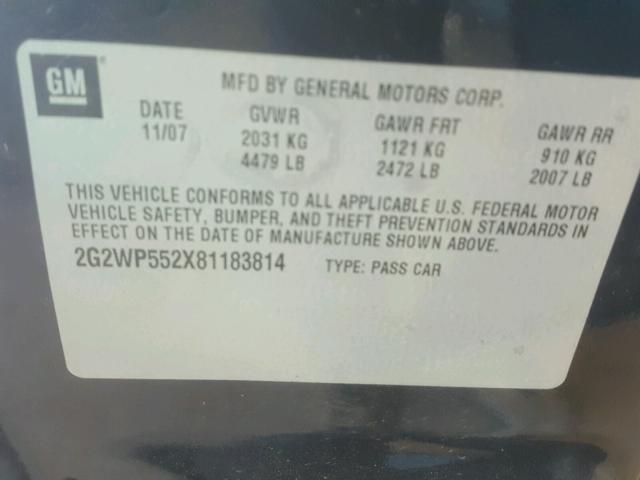 GM®
MFD BY GENERAL MOTORS CORP.
DATE GVWR GAWR FRT GAWR RR
11/07 2031 KG 1121 KG 910 KG
4479 LB 2472 LB 2007 LB
THIS VEHICLE CONFORMS TO ALL APPLICABLE U.S. FEDERAL MOTOR
VEHICLE SAFETY, BUMPER, AND THEFT PREVENTION STANDARDS IN
EFFECT ON THE DATE OF MANUFACTURE SHOWN ABOVE.
2G2WP552X81183814 TYPE: PASS CAR